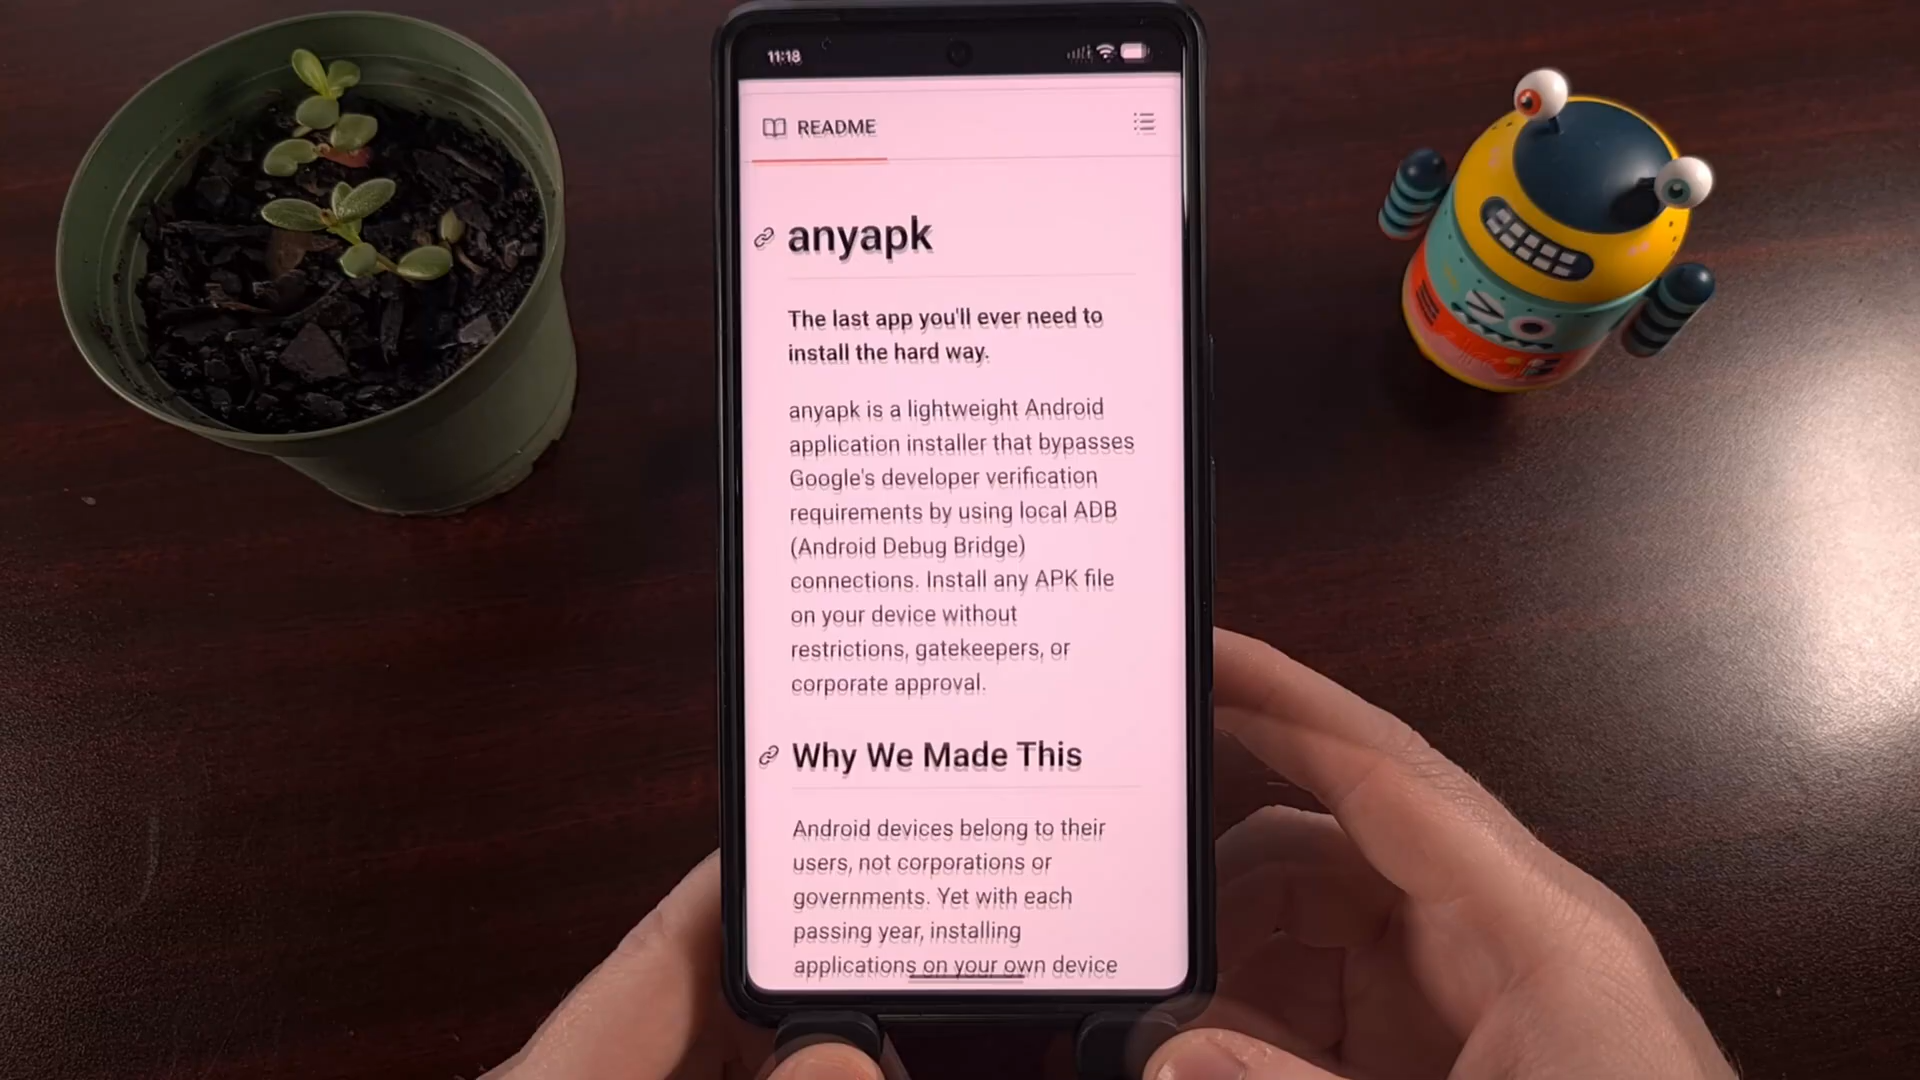 11:18
README
anyapk
The last app you'll ever need to
install the hard way.
anyapk is a lightweight Android
application installer that bypasses
Google's developer verification
requirements by using local ADB
(Android Debug Bridge)
connections. Install any APK file
on your device without
restrictions, gatekeepers, or
corporate approval.
Why We Made This
Android devices belong to their
users, not corporations or
governments. Yet with each
passing year, installing
applications on your own device